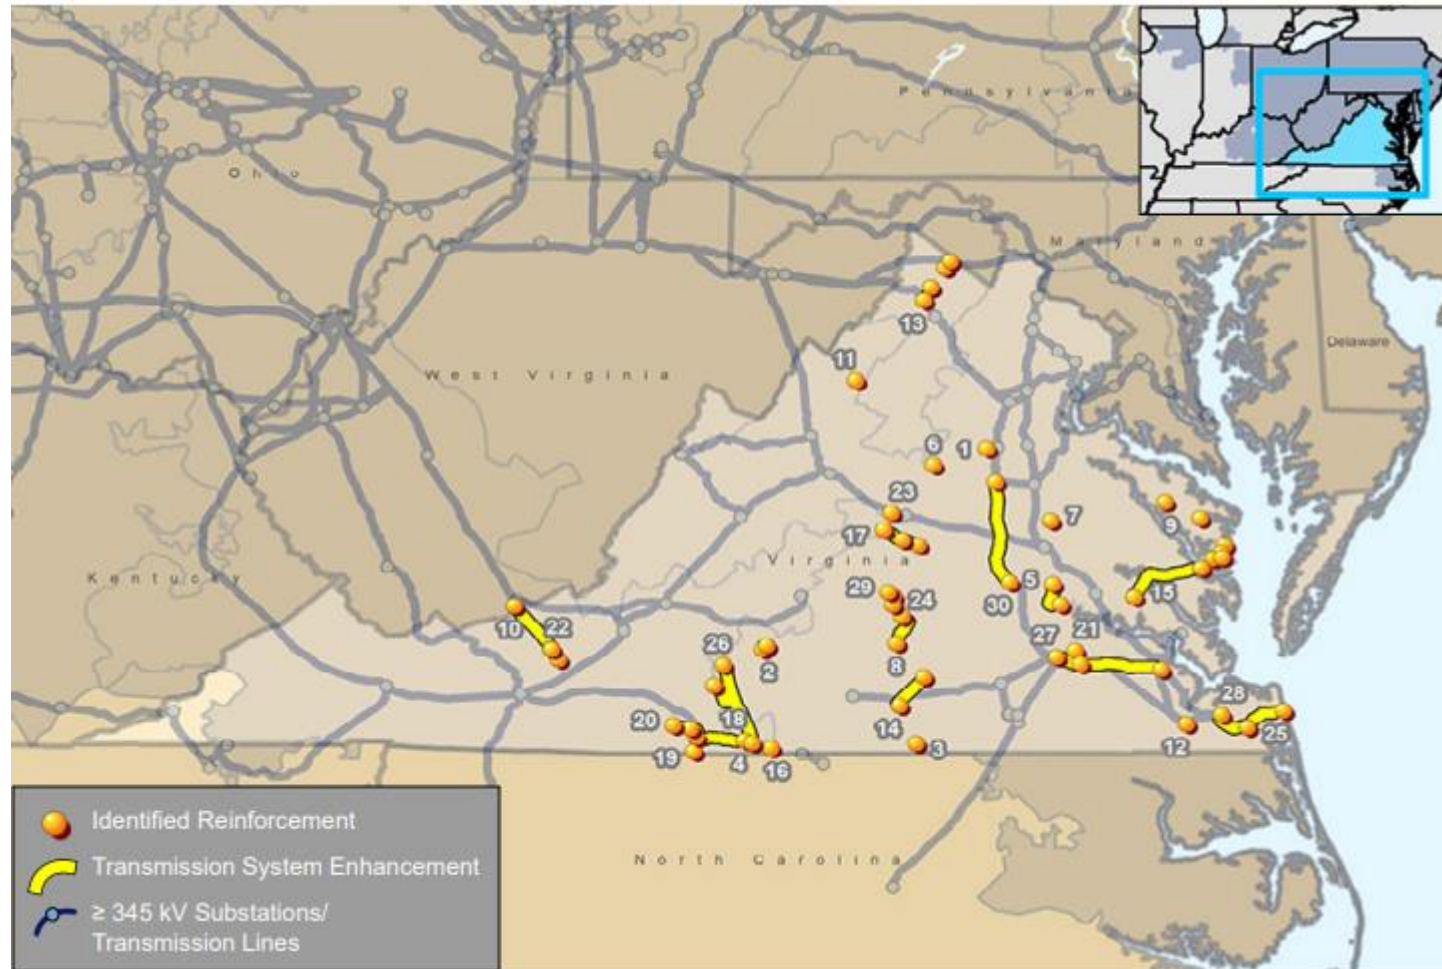 Pennsylvania
Ohio
Maryland
Delaware
13
West Virginia
11
6
1
23
7
9
17
Virginia
Kentucky
29
24
5
30
15
10
22
26
2
8
27
21
28
20
18
14
19
4
16
3
12
25
Identified Reinforcement
Transmission System Enhancement
≥ 345 kV Substations/
Transmission Lines
North Carolina